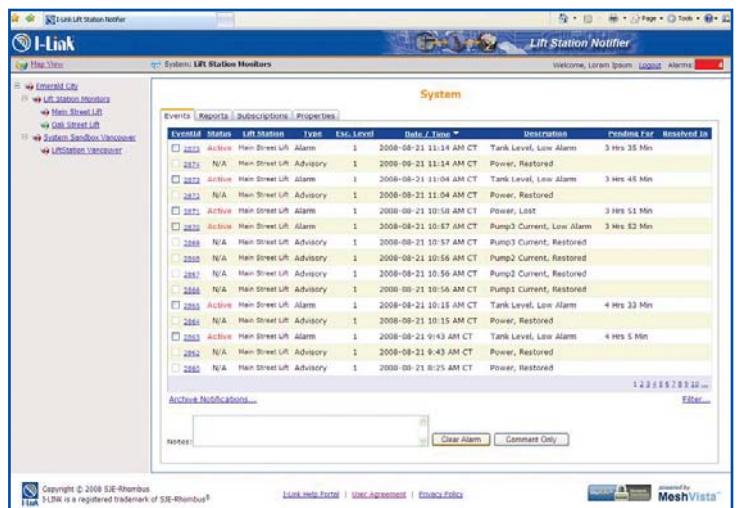 I-Link Lift Station Notifier
Page
Tools
I-Link
Lift Station Notifier
Map View
System: Lift Station Monitors
Welcome, Lorem Ipsum
Logout
Alarms:
4
Emerald City
Lift Station Monitors
Main Street Lift
Oak Street Lift
System Sandbox Vancouver
LiftStation Vancouver
System
Events Reports Subscriptions Properties
EventId Status Lift Station Type Esc. Level Date / Time Description Pending For Resolved In
2875 Active Main Street Lift Alarm 1 2008-08-21 11:14 AM CT Tank Level, Low Alarm 3 Hrs 35 Min
2874 N/A Main Street Lift Advisory 1 2008-08-21 11:14 AM CT Power, Restored
2873 Active Main Street Lift Alarm 1 2008-08-21 11:04 AM CT Tank Level, Low Alarm 3 Hrs 45 Min
2872 N/A Main Street Lift Advisory 1 2008-08-21 11:04 AM CT Power, Restored
2871 Active Main Street Lift Alarm 1 2008-08-21 10:58 AM CT Power, Lost 3 Hrs 51 Min
2870 Active Main Street Lift Alarm 1 2008-08-21 10:57 AM CT Pump3 Current, Low Alarm 3 Hrs 52 Min
2869 N/A Main Street Lift Advisory 1 2008-08-21 10:57 AM CT Pump3 Current, Restored
2868 N/A Main Street Lift Advisory 1 2008-08-21 10:56 AM CT Pump2 Current, Restored
2867 N/A Main Street Lift Advisory 1 2008-08-21 10:56 AM CT Pump2 Current, Restored
2866 N/A Main Street Lift Advisory 1 2008-08-21 10:56 AM CT Pump1 Current, Restored
2865 Active Main Street Lift Alarm 1 2008-08-21 10:15 AM CT Tank Level, Low Alarm 4 Hrs 33 Min
2864 N/A Main Street Lift Advisory 1 2008-08-21 10:15 AM CT Power, Restored
2863 Active Main Street Lift Alarm 1 2008-08-21 9:43 AM CT Tank Level, Low Alarm 4 Hrs 5 Min
2862 N/A Main Street Lift Advisory 1 2008-08-21 9:43 AM CT Power, Restored
N/A Main Street Lift Advisory 1 2008-08-21 8:25 AM CT Power, Restored
1 2 3 4 5 6 7 8 9 10 ...
Archive Notifications...
Filter...
Notes:
Clear Alarm
Comment Only
I-Link
Copyright © 2008 SJE-Rhombus
I-LINK is a registered trademark of SJE-Rhombus®
I-Link Help Portal | User Agreement | Privacy Policy
powered by
MeshVista™